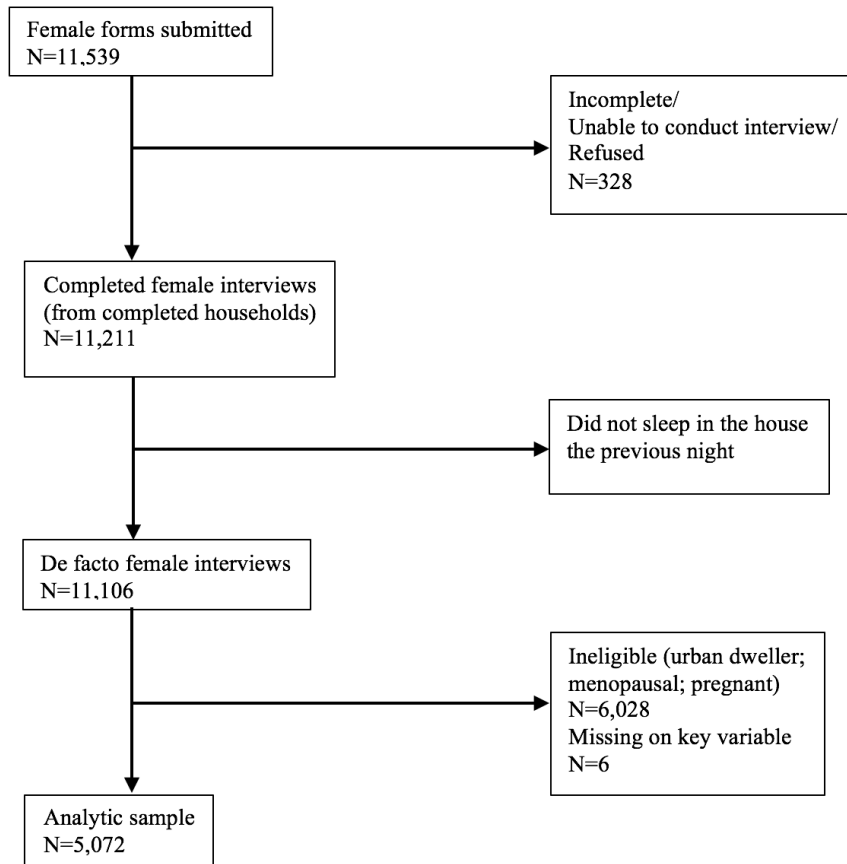 Female forms submitted
N=11,539
Incomplete/
Unable to conduct interview/
Refused
N=328
Completed female interviews
(from completed households)
N=11,211
Did not sleep in the house
the previous night
De facto female interviews
N=11,106
Ineligible (urban dweller;
menopausal; pregnant)
N=6,028
Missing on key variable
N=6
Analytic sample
N=5,072